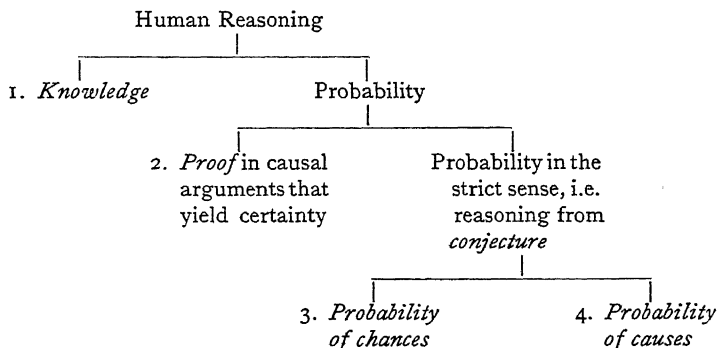 Human Reasoning
1. Knowledge
Probability
2. Proof in causal
arguments that
yield certainty
Probability in the
strict sense, i.e.
reasoning from
conjecture
3. Probability
of chances
4. Probability
of causes